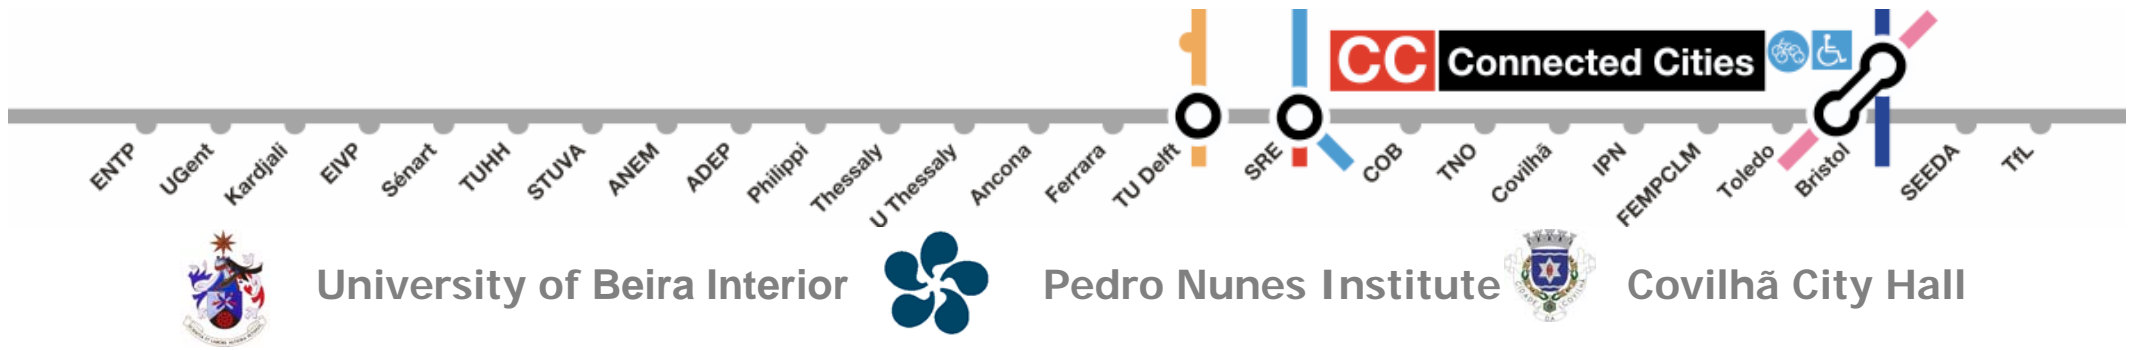 CC Connected Cities
ENTP
UGent
Kardjali
EIVP
Sénart
TUHH
STUVA
ANEM
ADEP
Philippi
Thessaly
U Thessaly
Ancona
Ferrara
TU Delft
SRE
COB
TNO
Covilhã
IPN
FEMPCLM
Toledo
Bristol
SEEDA
TfL
University of Beira Interior
Pedro Nunes Institute
Covilhã City Hall